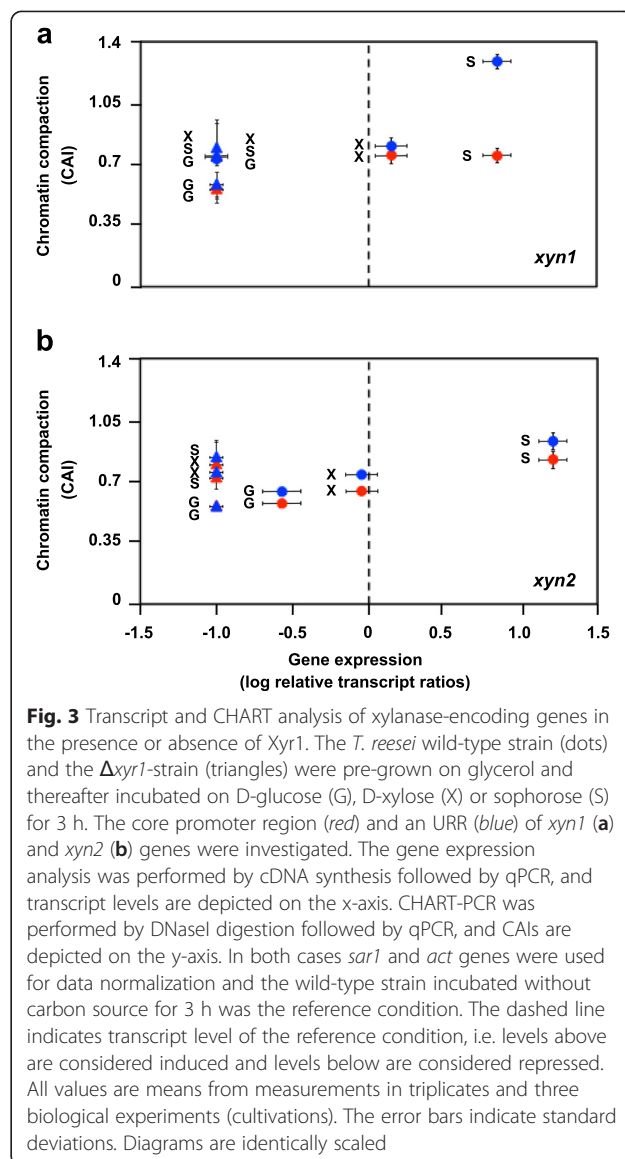 a
1.4
1.05
0.7
0.35
0
Chromatin compaction
(CAI)
X
S
G
G
G
X
S
G
X
X
S
S
xyn1
b
1.4
1.05
0.7
0.35
0
Chromatin compaction
(CAI)
S
X
X
S
G
G
G
G
X
X
S
S
xyn2
-1.5 -1.0 -0.5 0 0.5 1.0 1.5
Gene expression
(log relative transcript ratios)
Fig. 3 Transcript and CHART analysis of xylanase-encoding genes in
the presence or absence of Xyr1. The T. reesei wild-type strain (dots)
and the Δxyr1-strain (triangles) were pre-grown on glycerol and
thereafter incubated on D-glucose (G), D-xylose (X) or sophorose (S)
for 3 h. The core promoter region (red) and an URR (blue) of xyn1 (a)
and xyn2 (b) genes were investigated. The gene expression
analysis was performed by cDNA synthesis followed by qPCR, and
transcript levels are depicted on the x-axis. CHART-PCR was
performed by DNaseI digestion followed by qPCR, and CAIs are
depicted on the y-axis. In both cases sar1 and act genes were used
for data normalization and the wild-type strain incubated without
carbon source for 3 h was the reference condition. The dashed line
indicates transcript level of the reference condition, i.e. levels above
are considered induced and levels below are considered repressed.
All values are means from measurements in triplicates and three
biological experiments (cultivations). The error bars indicate standard
deviations. Diagrams are identically scaled